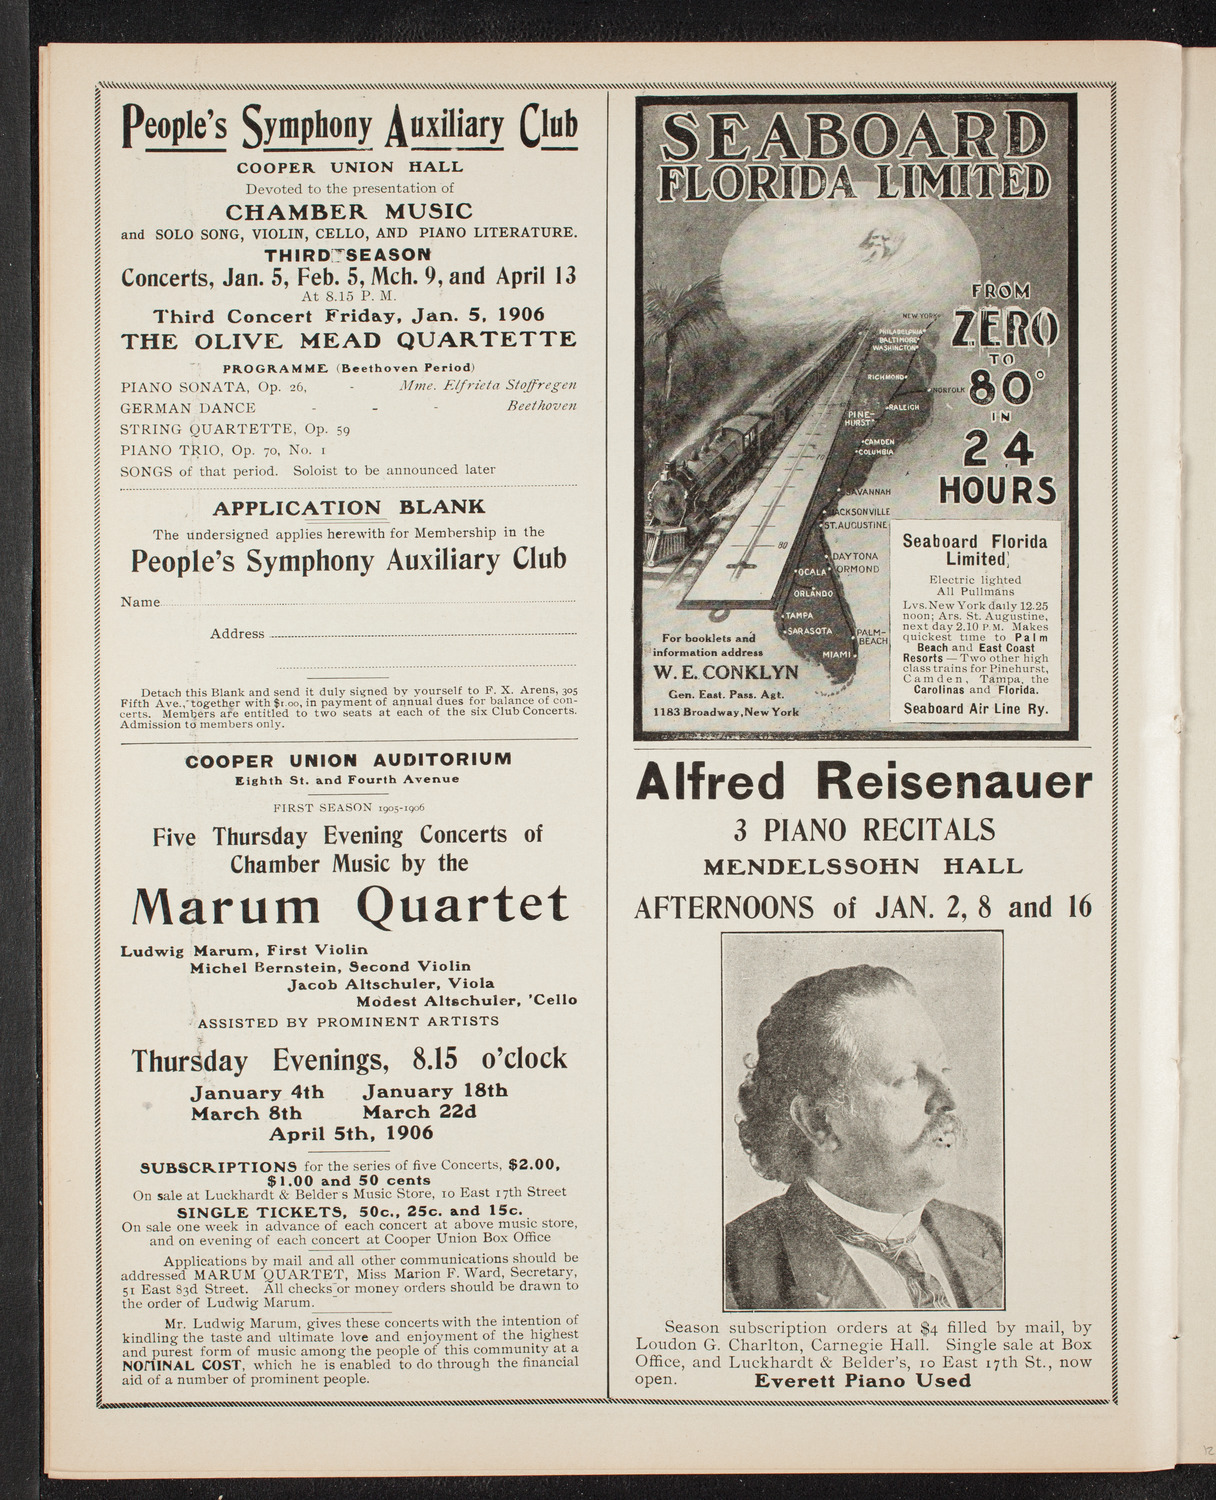 People's Symphony Auxiliary Club
COOPER UNION HALL
Devoted to the presentation of
CHAMBER MUSIC
and SOLO SONG, VIOLIN, CELLO, AND PIANO LITERATURE.
THIRD SEASON
Concerts, Jan. 5, Feb. 5, Mch. 9, and April 13
At 8.15 P. M.
Third Concert Friday, Jan. 5, 1906
THE OLIVE MEAD QUARTETTE
PROGRAMME (Beethoven Period)
PIANO SONATA, Op. 26, - Mme. Elfrieta Stoffregen
GERMAN DANCE - - - Beethoven
STRING QUARTETTE, Op. 59
PIANO TRIO, Op. 70, No. 1
SONGS of that period. Soloist to be announced later
APPLICATION BLANK
The undersigned applies herewith for Membership in the
People's Symphony Auxiliary Club
Name
Address
Detach this Blank and send it duly signed by yourself to F. X. Arens, 305
Fifth Ave., together with $1.00, in payment of annual dues for balance of con-
certs. Members are entitled to two seats at each of the six Club Concerts.
Admission to members only.
COOPER UNION AUDITORIUM
Eighth St. and Fourth Avenue
FIRST SEASON 1905-1906
Five Thursday Evening Concerts of
Chamber Music by the
Marum Quartet
Ludwig Marum, First Violin
Michel Bernstein, Second Violin
Jacob Altschuler, Viola
Modest Altschuler, 'Cello
ASSISTED BY PROMINENT ARTISTS
Thursday Evenings, 8.15 o'clock
January 4th January 18th
March 8th March 22d
April 5th, 1906
SUBSCRIPTIONS for the series of five Concerts, $2.00,
$1.00 and 50 cents
On sale at Luckhardt & Belder's Music Store, 10 East 17th Street
SINGLE TICKETS, 50c., 25c. and 15c.
On sale one week in advance of each concert at above music store,
and on evening of each concert at Cooper Union Box Office
Applications by mail and all other communications should be
addressed MARUM QUARTET, Miss Marion F. Ward, Secretary,
51 East 83d Street. All checks or money orders should be drawn to
the order of Ludwig Marum.
Mr. Ludwig Marum, gives these concerts with the intention of
kindling the taste and ultimate love and enjoyment of the highest
and purest form of music among the people of this community at a
NOMINAL COST, which he is enabled to do through the financial
aid of a number of prominent people.
SEABOARD
FLORIDA LIMITED
FROM
ZERO
TO
80°
IN
24
HOURS
NEW YORK
PHILADELPHIA
BALTIMORE
WASHINGTON
RICHMOND
NORFOLK
RALEIGH
PINE-
HURST
CAMDEN
COLUMBIA
SAVANNAH
JACKSONVILLE
ST. AUGUSTINE
DAYTONA
ORMOND
OCALA
ORLANDO
TAMPA
SARASOTA
PALM-
BEACH
MIAMI
70
80
For booklets and
information address
W. E. CONKLYN
Gen. East. Pass. Agt.
1183 Broadway, New York
Seaboard Florida
Limited
Electric lighted
All Pullmans
Lvs. New York daily 12.25
noon; Ars. St. Augustine,
next day 2.10 P.M. Makes
quickest time to Palm
Beach and East Coast
Resorts — Two other high
class trains for Pinehurst,
Camden, Tampa, the
Carolinas and Florida.
Seaboard Air Line Ry.
Alfred Reisenauer
3 PIANO RECITALS
MENDELSSOHN HALL
AFTERNOONS of JAN. 2, 8 and 16
Season subscription orders at $4 filled by mail, by
Loudon G. Charlton, Carnegie Hall. Single sale at Box
Office, and Luckhardt & Belder's, 10 East 17th St., now
open. Everett Piano Used